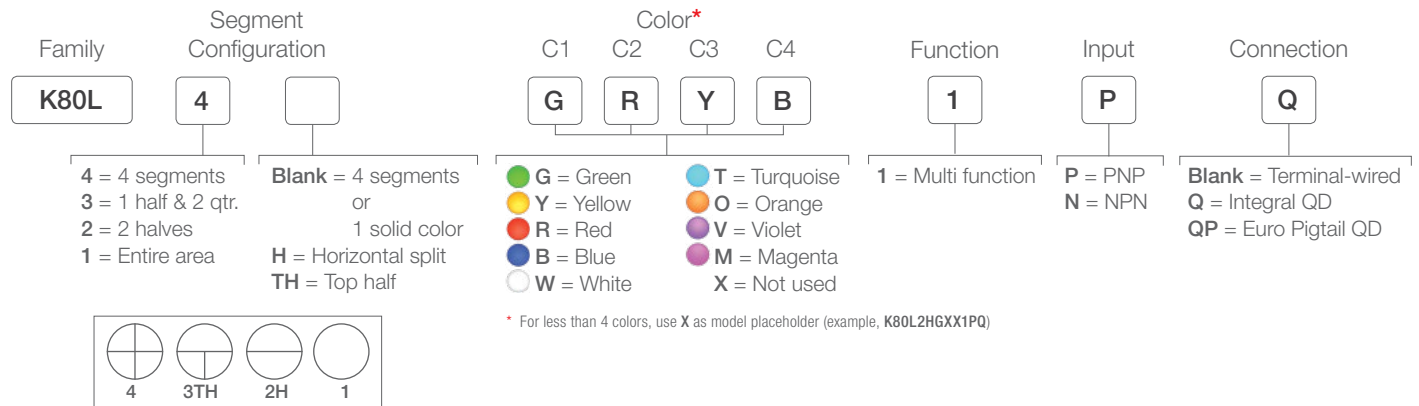 Segment
Color*
Family
Configuration
C1 C2 C3 C4
Function
Input
Connection
K80L
4
G R Y B
1
P
Q
4 = 4 segments
3 = 1 half & 2 qtr.
2 = 2 halves
1 = Entire area
Blank = 4 segments
or
1 solid color
H = Horizontal split
TH = Top half
G = Green
Y = Yellow
R = Red
B = Blue
W = White
T = Turquoise
O = Orange
V = Violet
M = Magenta
X = Not used
1 = Multi function
P = PNP
N = NPN
Blank = Terminal-wired
Q = Integral QD
QP = Euro Pigtail QD
* For less than 4 colors, use X as model placeholder (example, K80L2HGXX1PQ)
4 3TH 2H 1